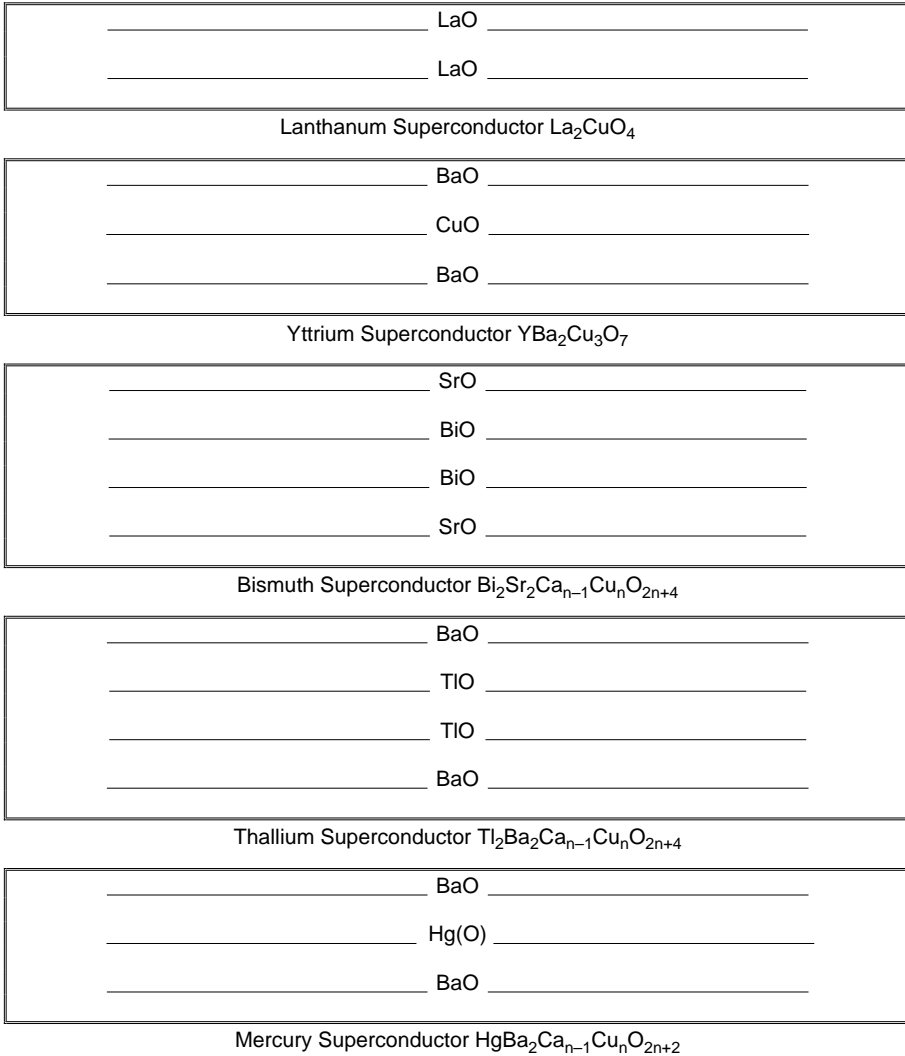 LaO
LaO
Lanthanum Superconductor La₂CuO₄
BaO
CuO
BaO
Yttrium Superconductor YBa₂Cu₃O₇
SrO
BiO
BiO
SrO
Bismuth Superconductor Bi₂Sr₂Caₙ₋₁CuₙO₂ₙ₊₄
BaO
TlO
TlO
BaO
Thallium Superconductor Tl₂Ba₂Caₙ₋₁CuₙO₂ₙ₊₄
BaO
Hg(O)
BaO
Mercury Superconductor HgBa₂Caₙ₋₁CuₙO₂ₙ₊₂